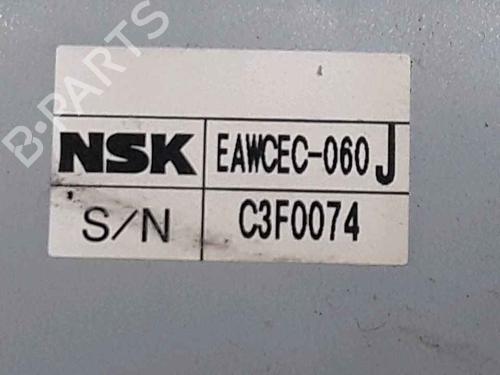 NSK EAWCEC-060 J
S/N C3F0074
B-PARTS